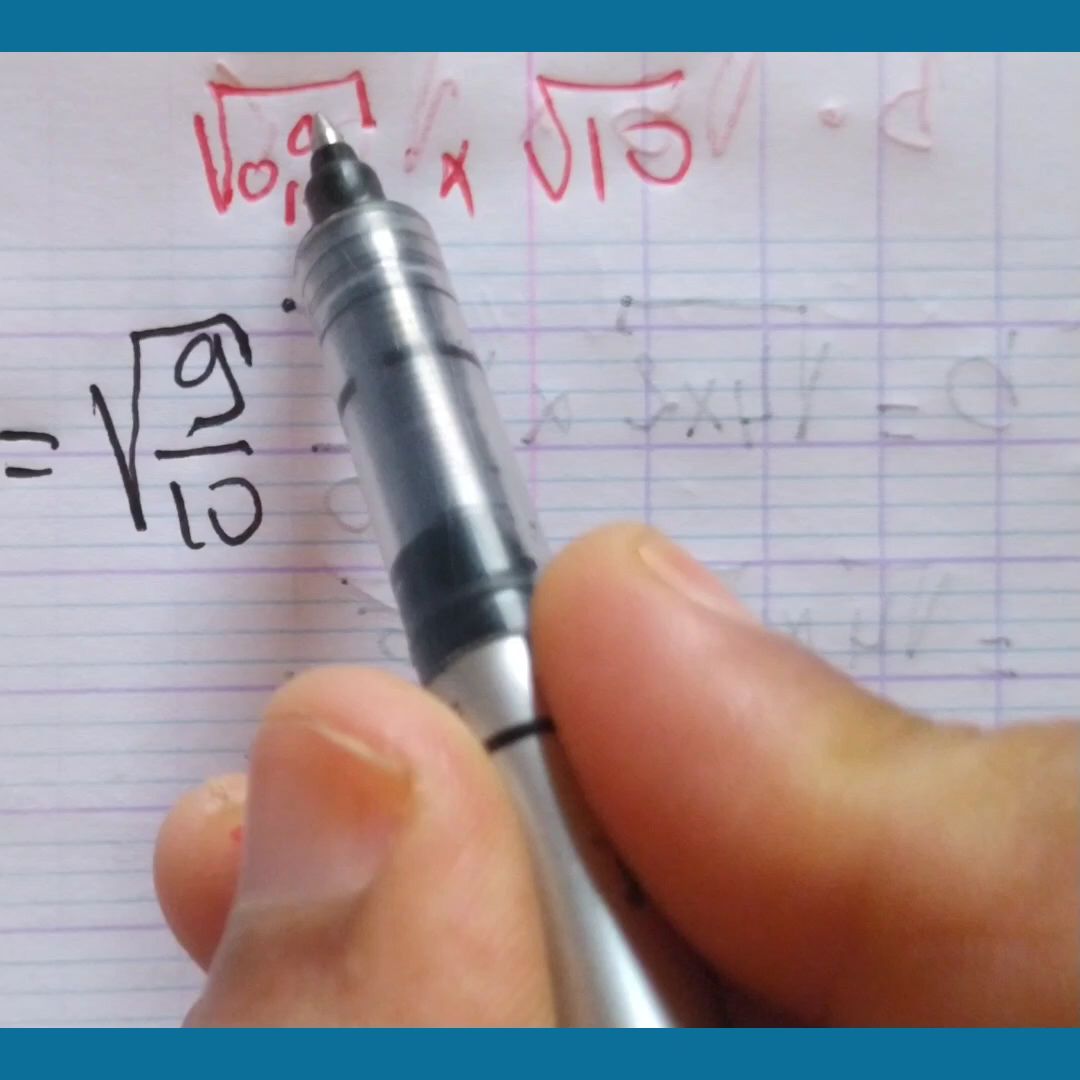 √0,9 x √10
= √9/10